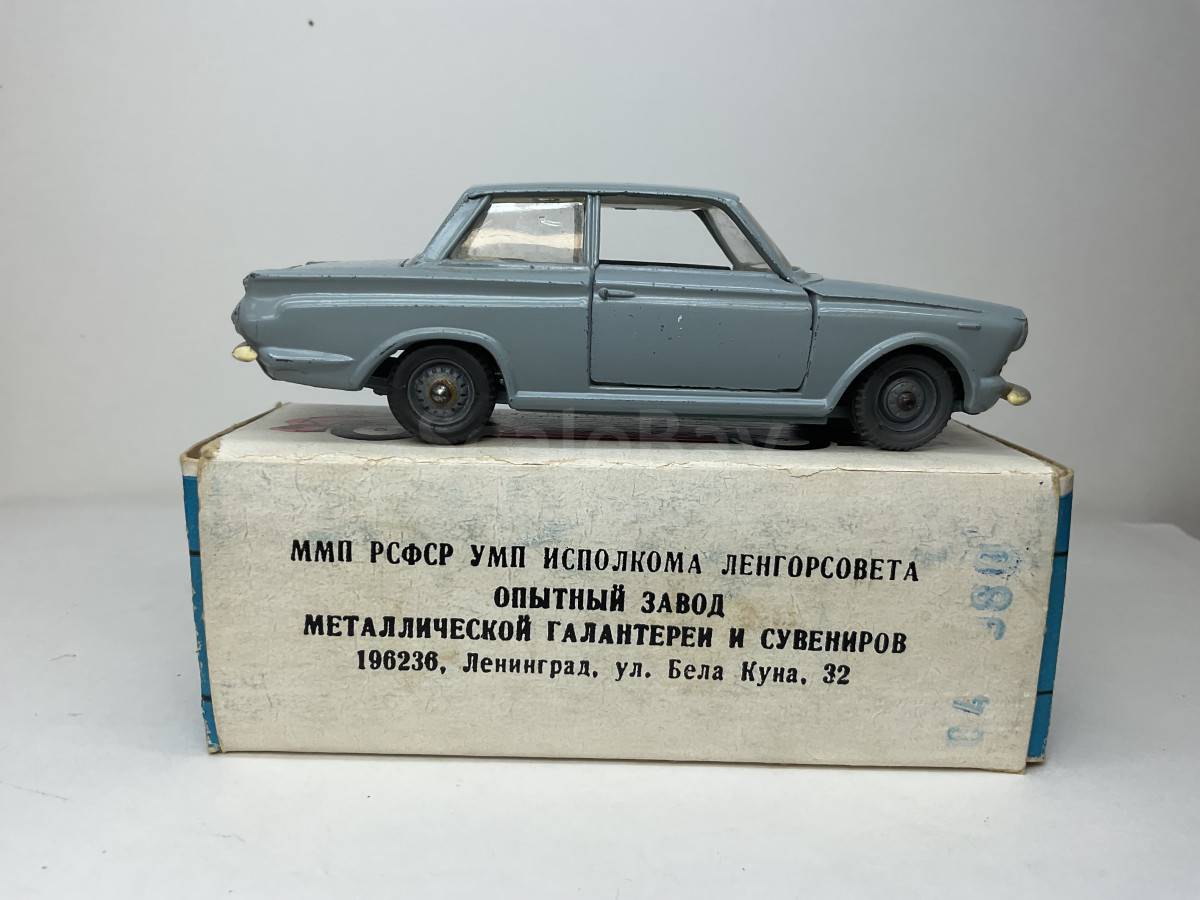 ММП РСФСР УМП ИСПОЛКОМА ЛЕНГОРСОВЕТА
ОПЫТНЫЙ ЗАВОД
МЕТАЛЛИЧЕСКОЙ ГАЛАНТЕРЕИ И СУВЕНИРОВ
196236, Ленинград, ул. Бела Куна, 32